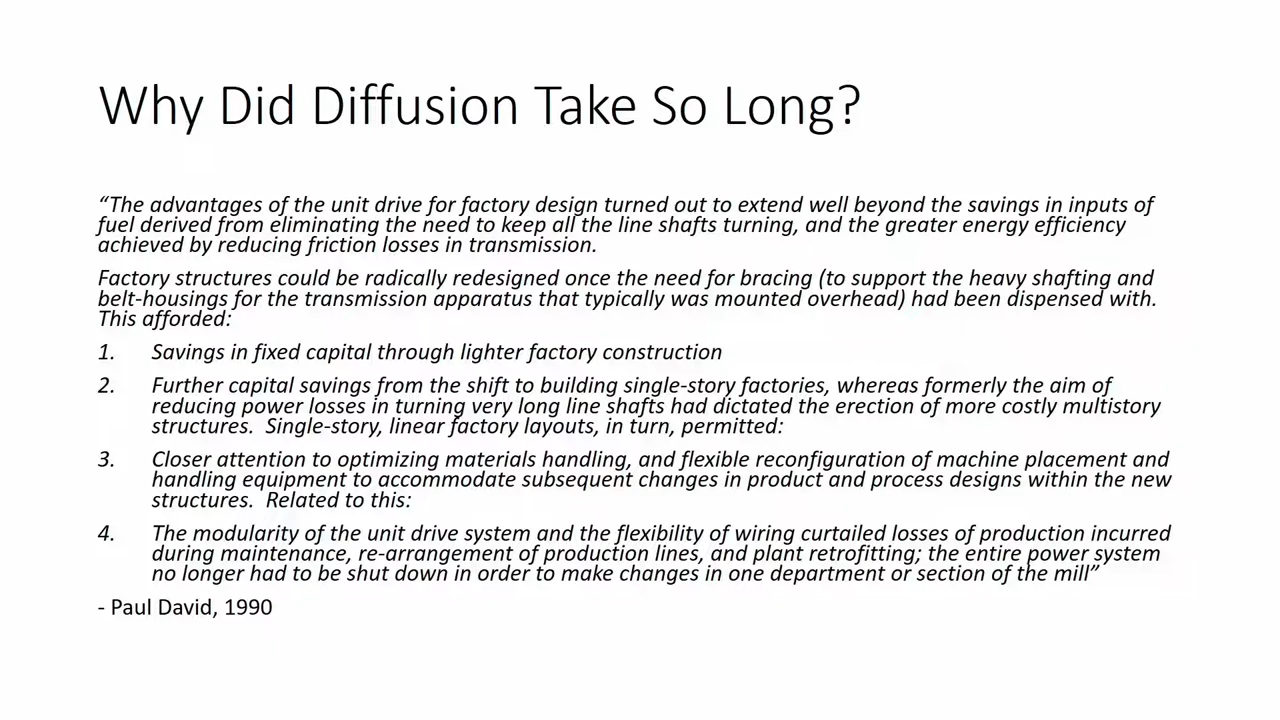 Why Did Diffusion Take So Long?
“The advantages of the unit drive for factory design turned out to extend well beyond the savings in inputs of
fuel derived from eliminating the need to keep all the line shafts turning, and the greater energy efficiency
achieved by reducing friction losses in transmission.
Factory structures could be radically redesigned once the need for bracing (to support the heavy shafting and
belt-housings for the transmission apparatus that typically was mounted overhead) had been dispensed with.
This afforded:
1. Savings in fixed capital through lighter factory construction
2. Further capital savings from the shift to building single-story factories, whereas formerly the aim of
reducing power losses in turning very long line shafts had dictated the erection of more costly multistory
structures. Single-story, linear factory layouts, in turn, permitted:
3. Closer attention to optimizing materials handling, and flexible reconfiguration of machine placement and
handling equipment to accommodate subsequent changes in product and process designs within the new
structures. Related to this:
4. The modularity of the unit drive system and the flexibility of wiring curtailed losses of production incurred
during maintenance, re-arrangement of production lines, and plant retrofitting; the entire power system
no longer had to be shut down in order to make changes in one department or section of the mill”
- Paul David, 1990